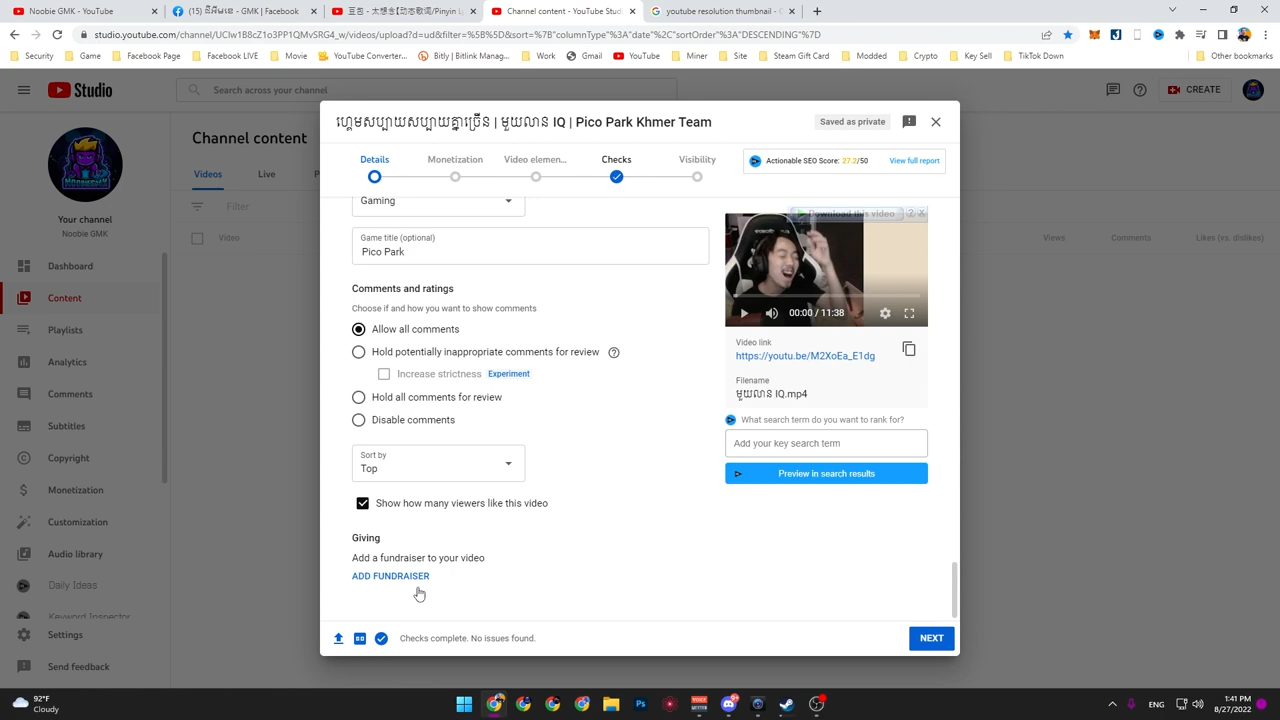 YouTube
(15) នីអីមីក - GMK | Facebook
Channel content - YouTube Studio
youtube resolution thumbnail - G
studio.youtube.com/channel/UClw1B8cZ1o3PP1QMvSRG4_w/videos/upload?d=ud&filter=%5B%5D&sort=%7B"columnType"%3A"date"%2C"sortOrder"%3A"DESCENDING"%7D
Security
Game
Facebook Page
Facebook LIVE
Movie
YouTube Converter...
Bitly | Bitlink Manag...
Work
Gmail
YouTube
Miner
Site
Steam Gift Card
Modded
Crypto
Key Sell
TikTok Down
Other bookmarks
Studio
Search across your channel
CREATE
Your channel
Noobie GMK
Dashboard
Content
Playlists
Analytics
Comments
Subtitles
Copyright
Monetization
Customization
Audio library
Daily Ideas
Keyword Inspector
Settings
Send feedback
Channel content
Videos
Live
P
Filter
Video
Views
Comments
Likes (vs. dislikes)
ហ្គេមសប្បាយសប្បាយគ្នាច្រើន | មួយលាន IQ | Pico Park Khmer Team
Saved as private
Details
Monetization
Video elemen...
Checks
Visibility
Actionable SEO Score: 27.2/50
View full report
Gaming
Game title (optional)
Pico Park
Comments and ratings
Choose if and how you want to show comments
Allow all comments
Hold potentially inappropriate comments for review
Increase strictness
Experiment
Hold all comments for review
Disable comments
Sort by
Top
Show how many viewers like this video
Giving
Add a fundraiser to your video
ADD FUNDRAISER
Download this video
? X
00:00 / 11:38
Video link
https://youtu.be/M2XoEa_E1dg
Filename
មួយលាន IQ.mp4
What search term do you want to rank for?
Add your key search term
Preview in search results
Checks complete. No issues found.
NEXT
92°F
Cloudy
ENG
1:41 PM
8/27/2022